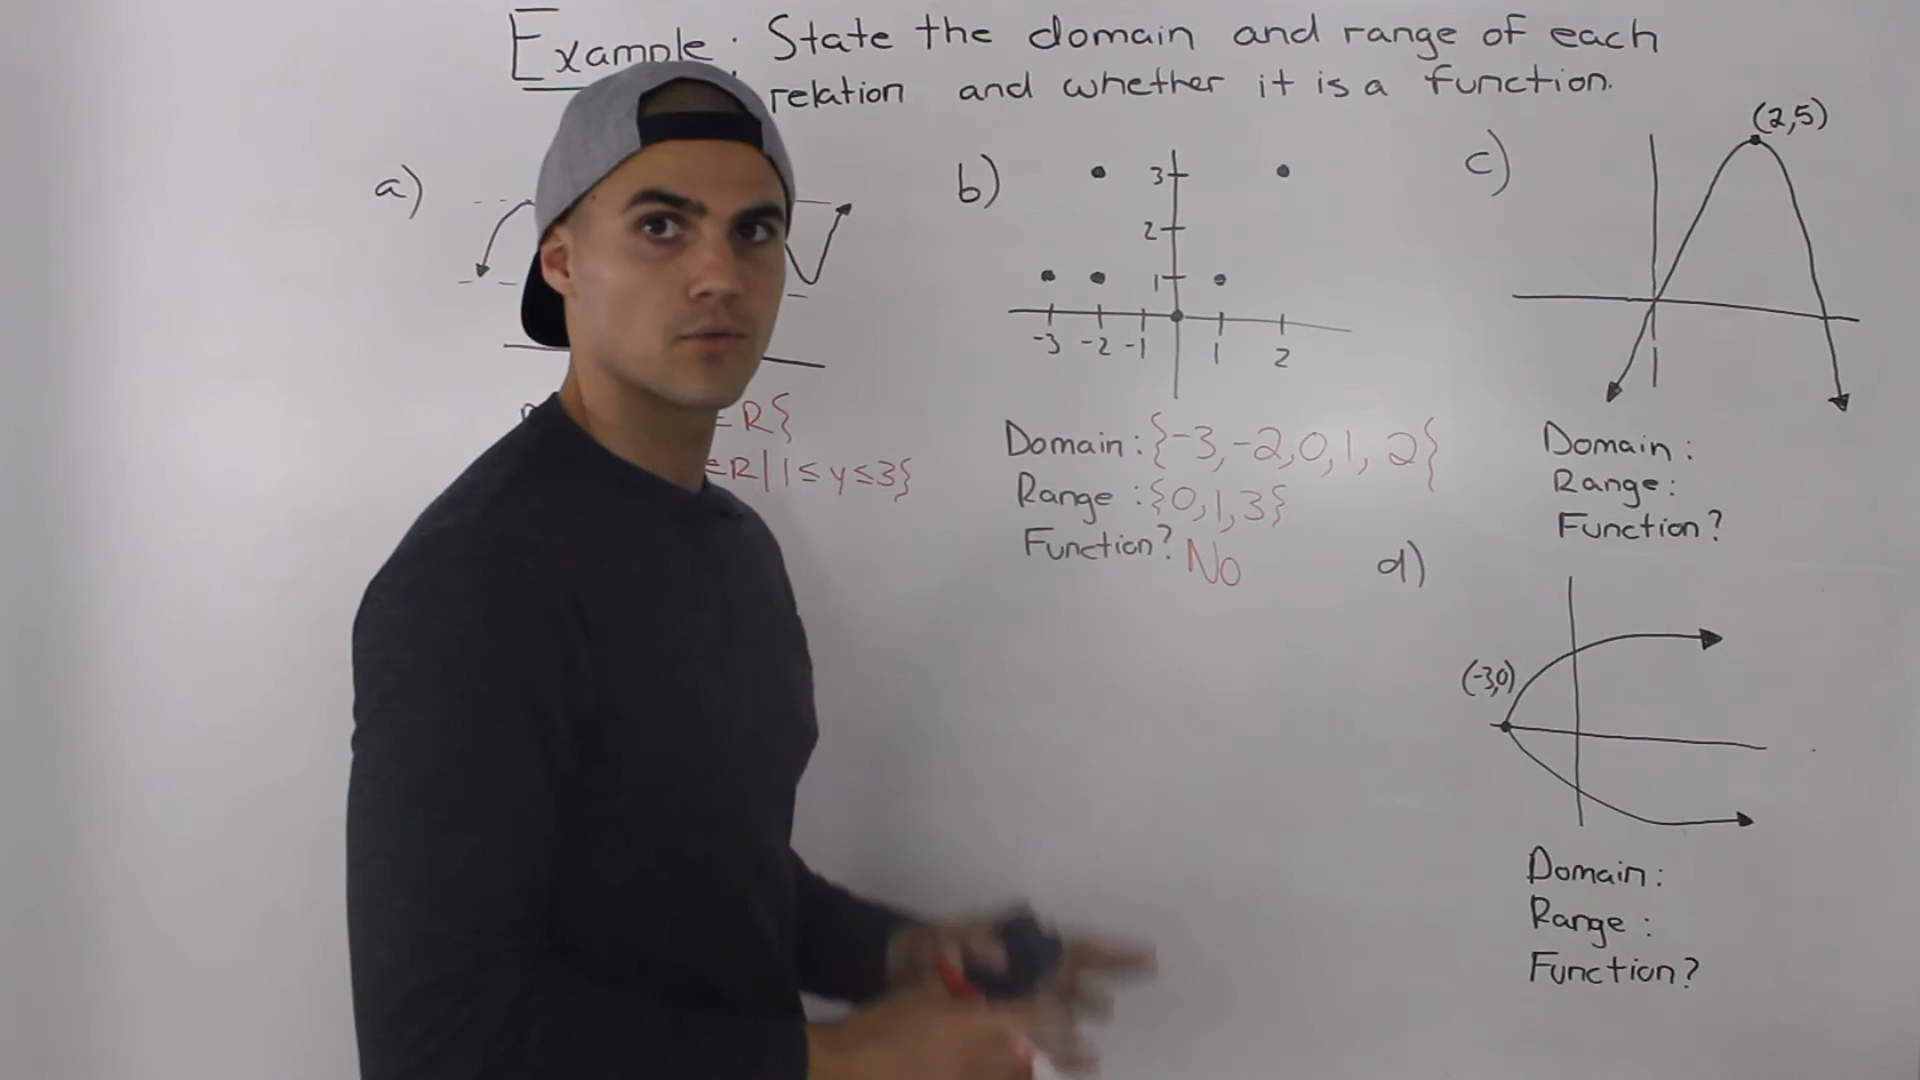 Example: State the domain and range of each
relation and whether it is a function.
a)
∈R}
∈R|1≤y≤3}
b)
3
2
1
-3 -2 -1 1 2
Domain: {-3,-2,0,1,2}
Range: {0,1,3}
Function? No
c)
(2,5)
Domain:
Range:
Function?
d)
(-3,0)
Domain:
Range:
Function?